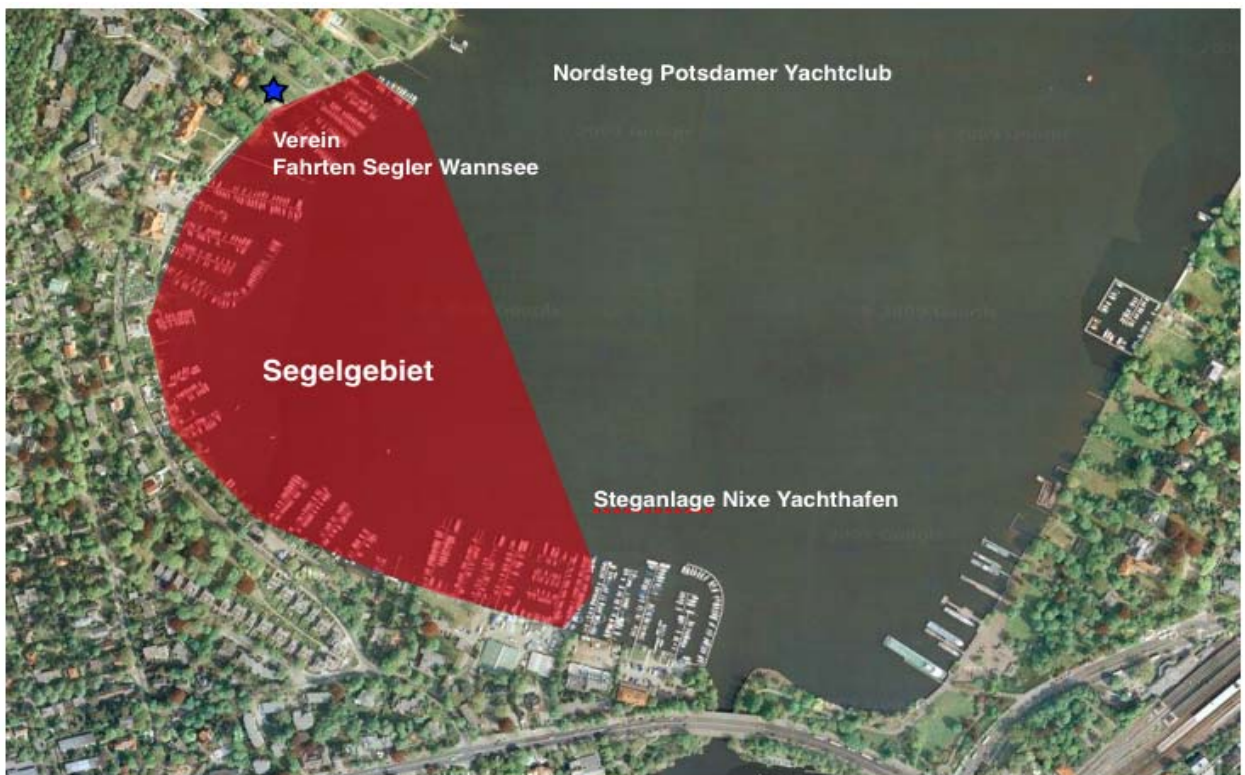 Nordsteg Potsdamer Yachtclub
Verein
Fahrten Segler Wannsee
Segelgebiet
Steganlage Nixe Yachthafen